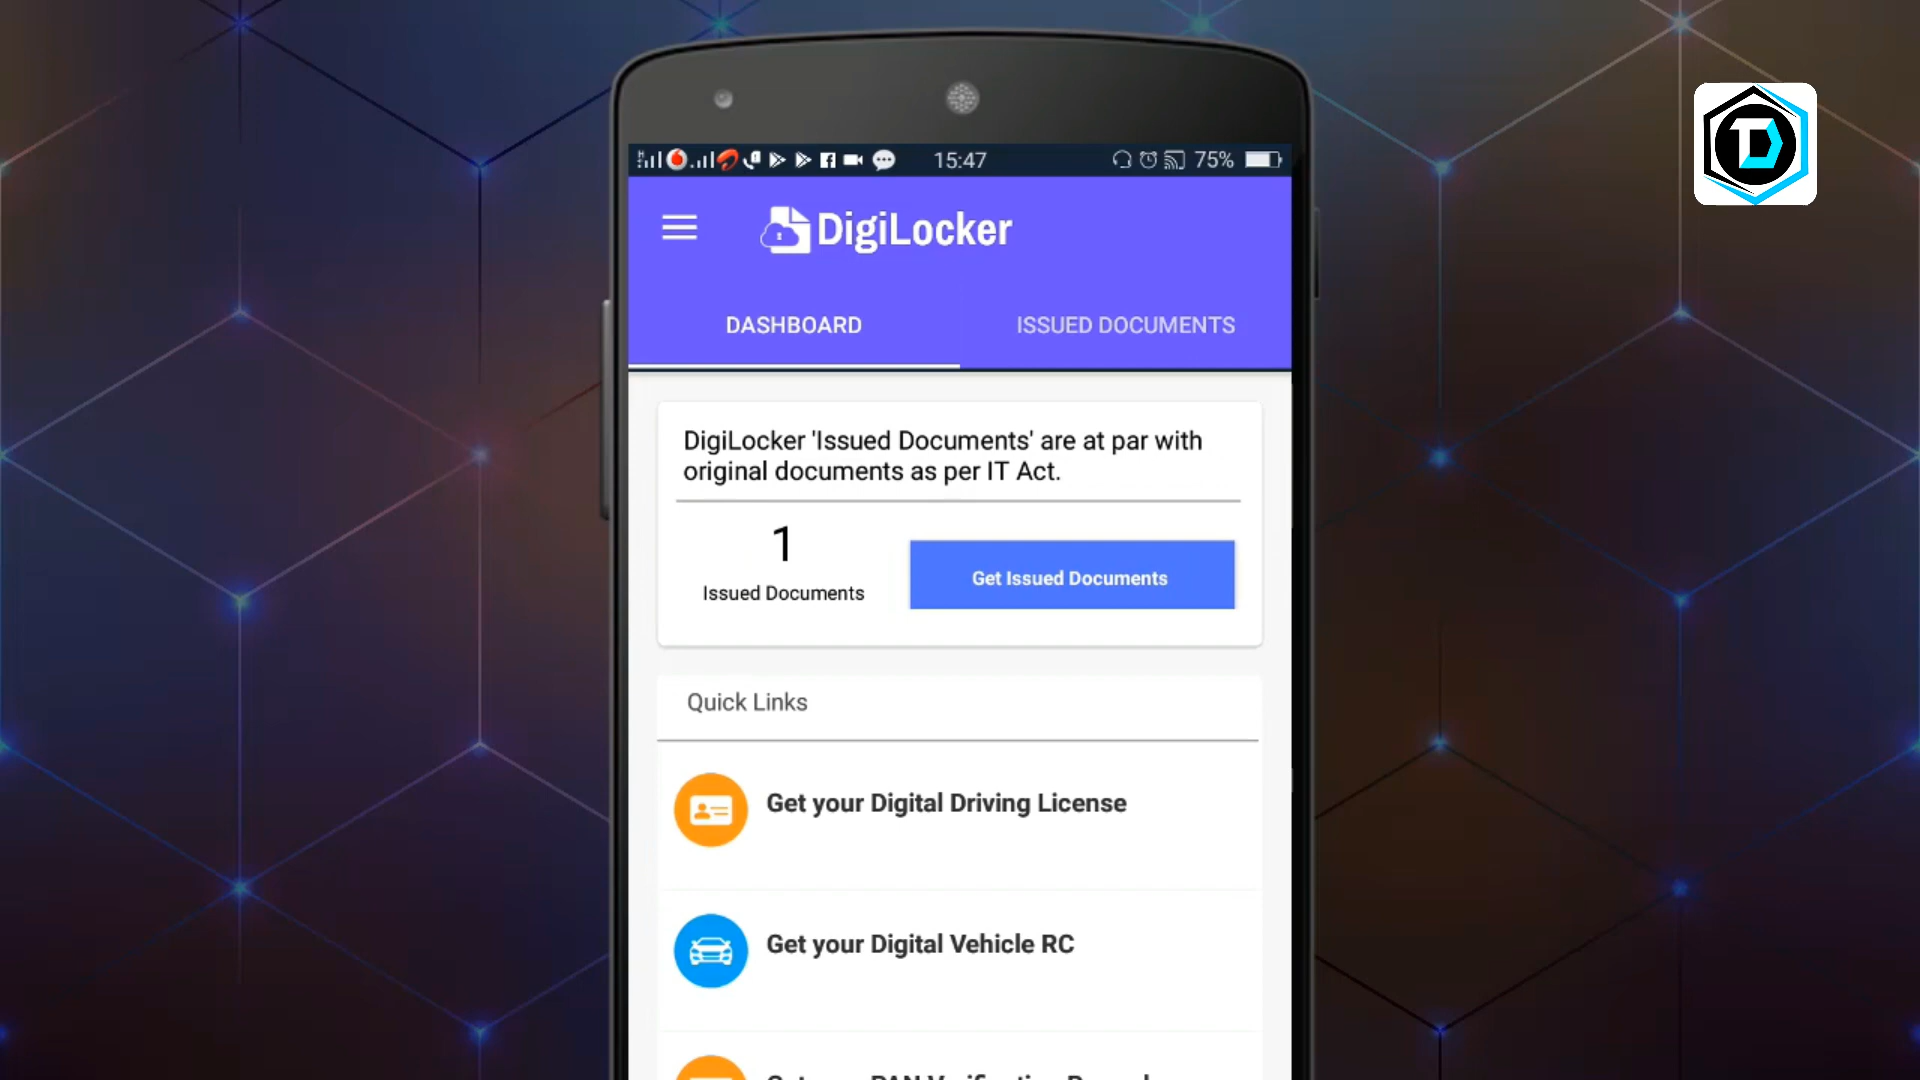 15:47
75%
DigiLocker
DASHBOARD
ISSUED DOCUMENTS
DigiLocker 'Issued Documents' are at par with
original documents as per IT Act.
1
Issued Documents
Get Issued Documents
Quick Links
Get your Digital Driving License
Get your Digital Vehicle RC